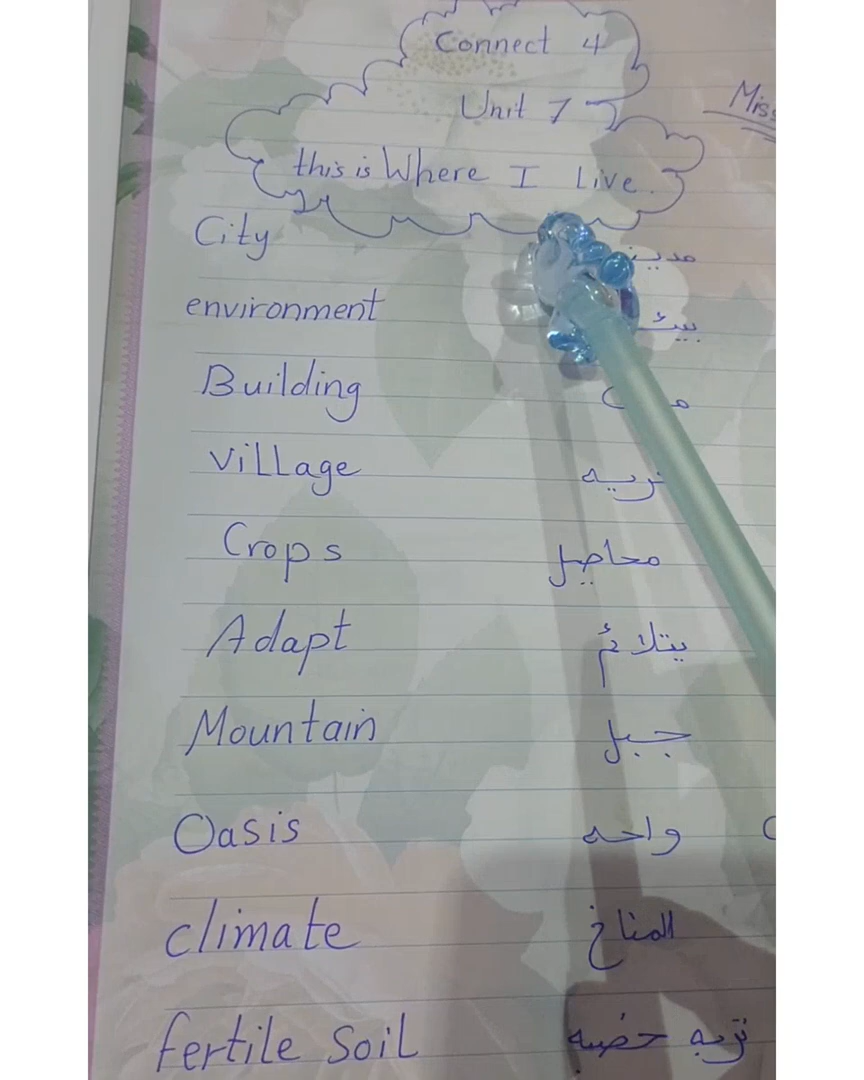 Connect 4
Unit 7
this is Where I Live.
City
environment
Building
Village
Crops محاصيل
Adapt يتلائم
Mountain جبل
Oasis واحه
climate المناخ
fertile Soil تربه خصبه